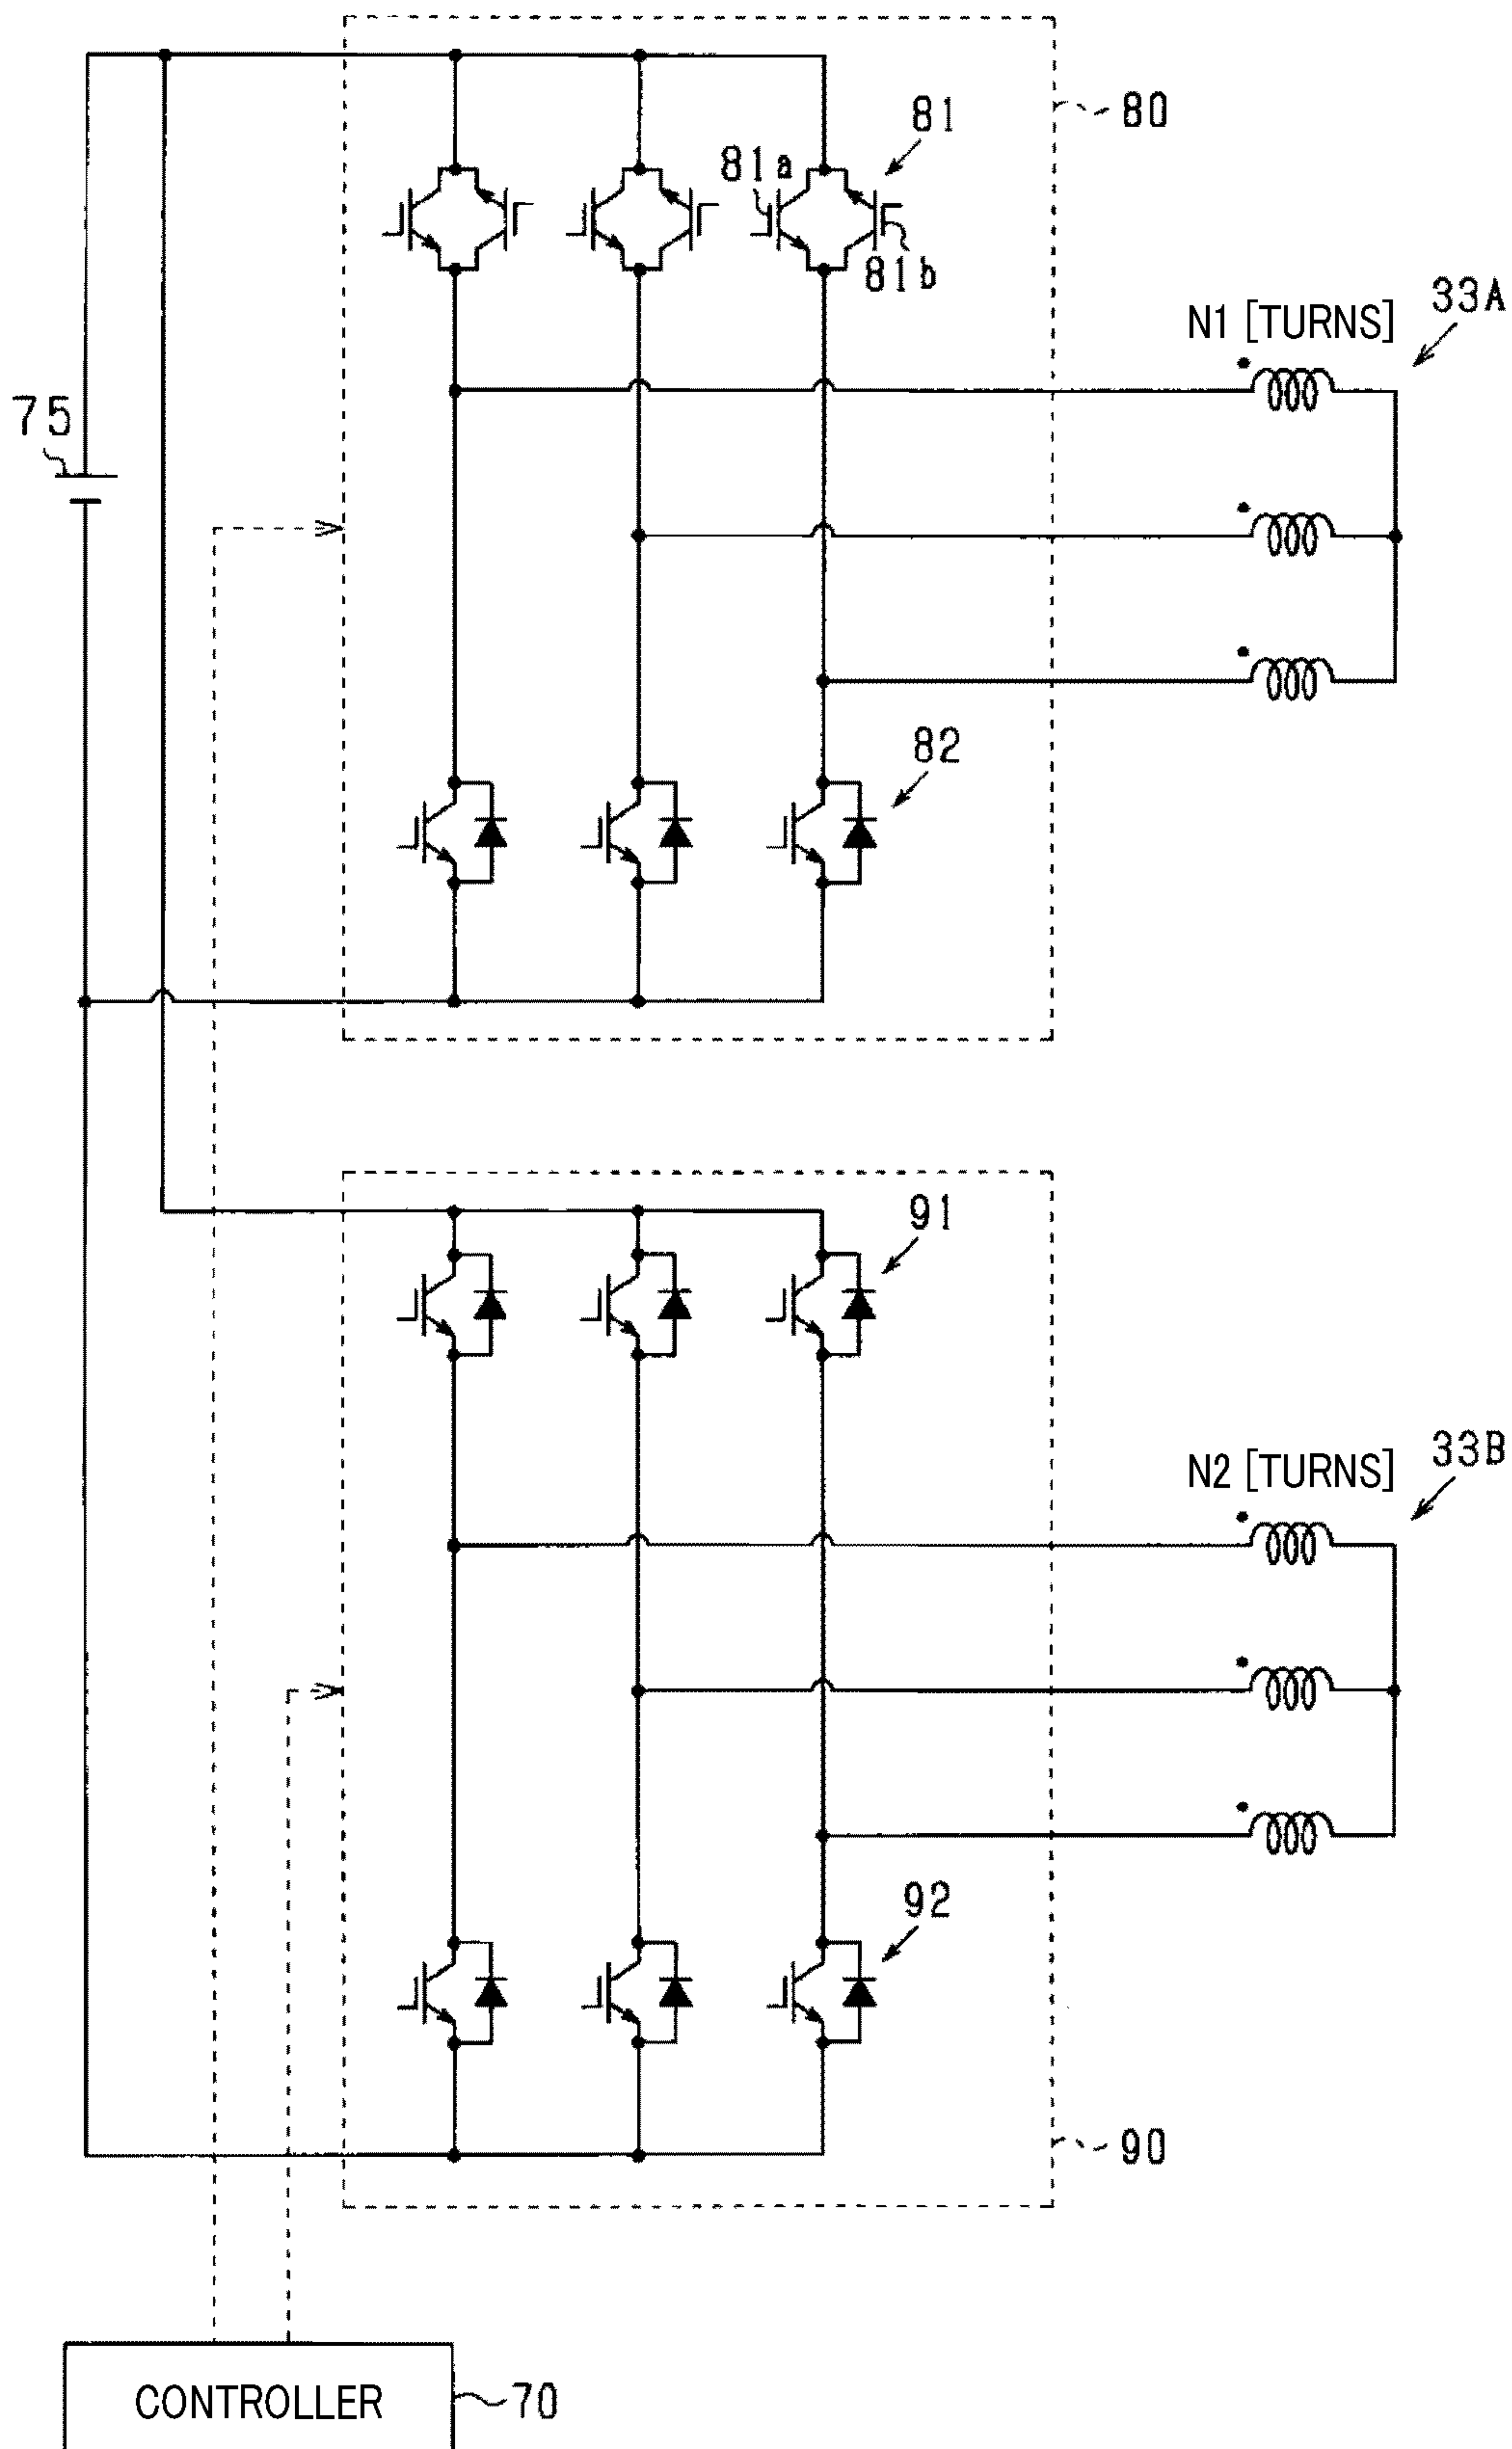 80
81
81a
81b
33A
N1 [TURNS]
75
82
91
33B
N2 [TURNS]
92
90
CONTROLLER
70